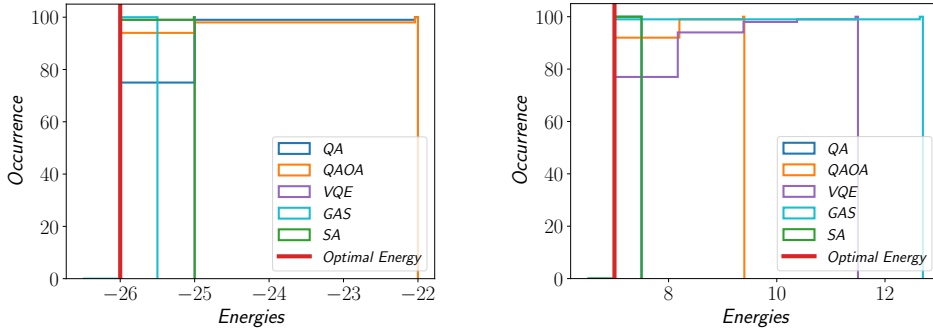 100
80
60
40
20
0
Occurrence
QA
QAOA
VQE
GAS
SA
Optimal Energy
−26 −25 −24 −23 −22
Energies
100
80
60
40
20
0
Occurrence
QA
QAOA
VQE
GAS
SA
Optimal Energy
8 10 12
Energies